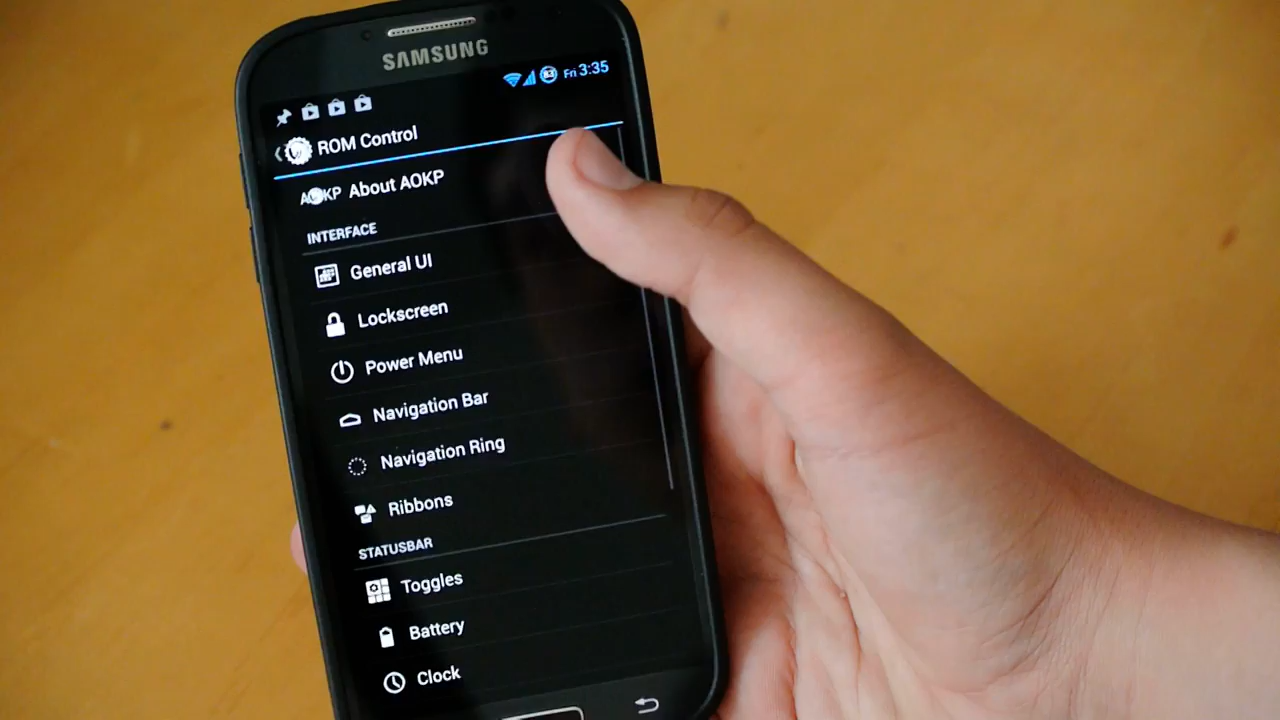 SAMSUNG
Fri 3:35
ROM Control
AOKP About AOKP
INTERFACE
General UI
Lockscreen
Power Menu
Navigation Bar
Navigation Ring
Ribbons
STATUSBAR
Toggles
Battery
Clock